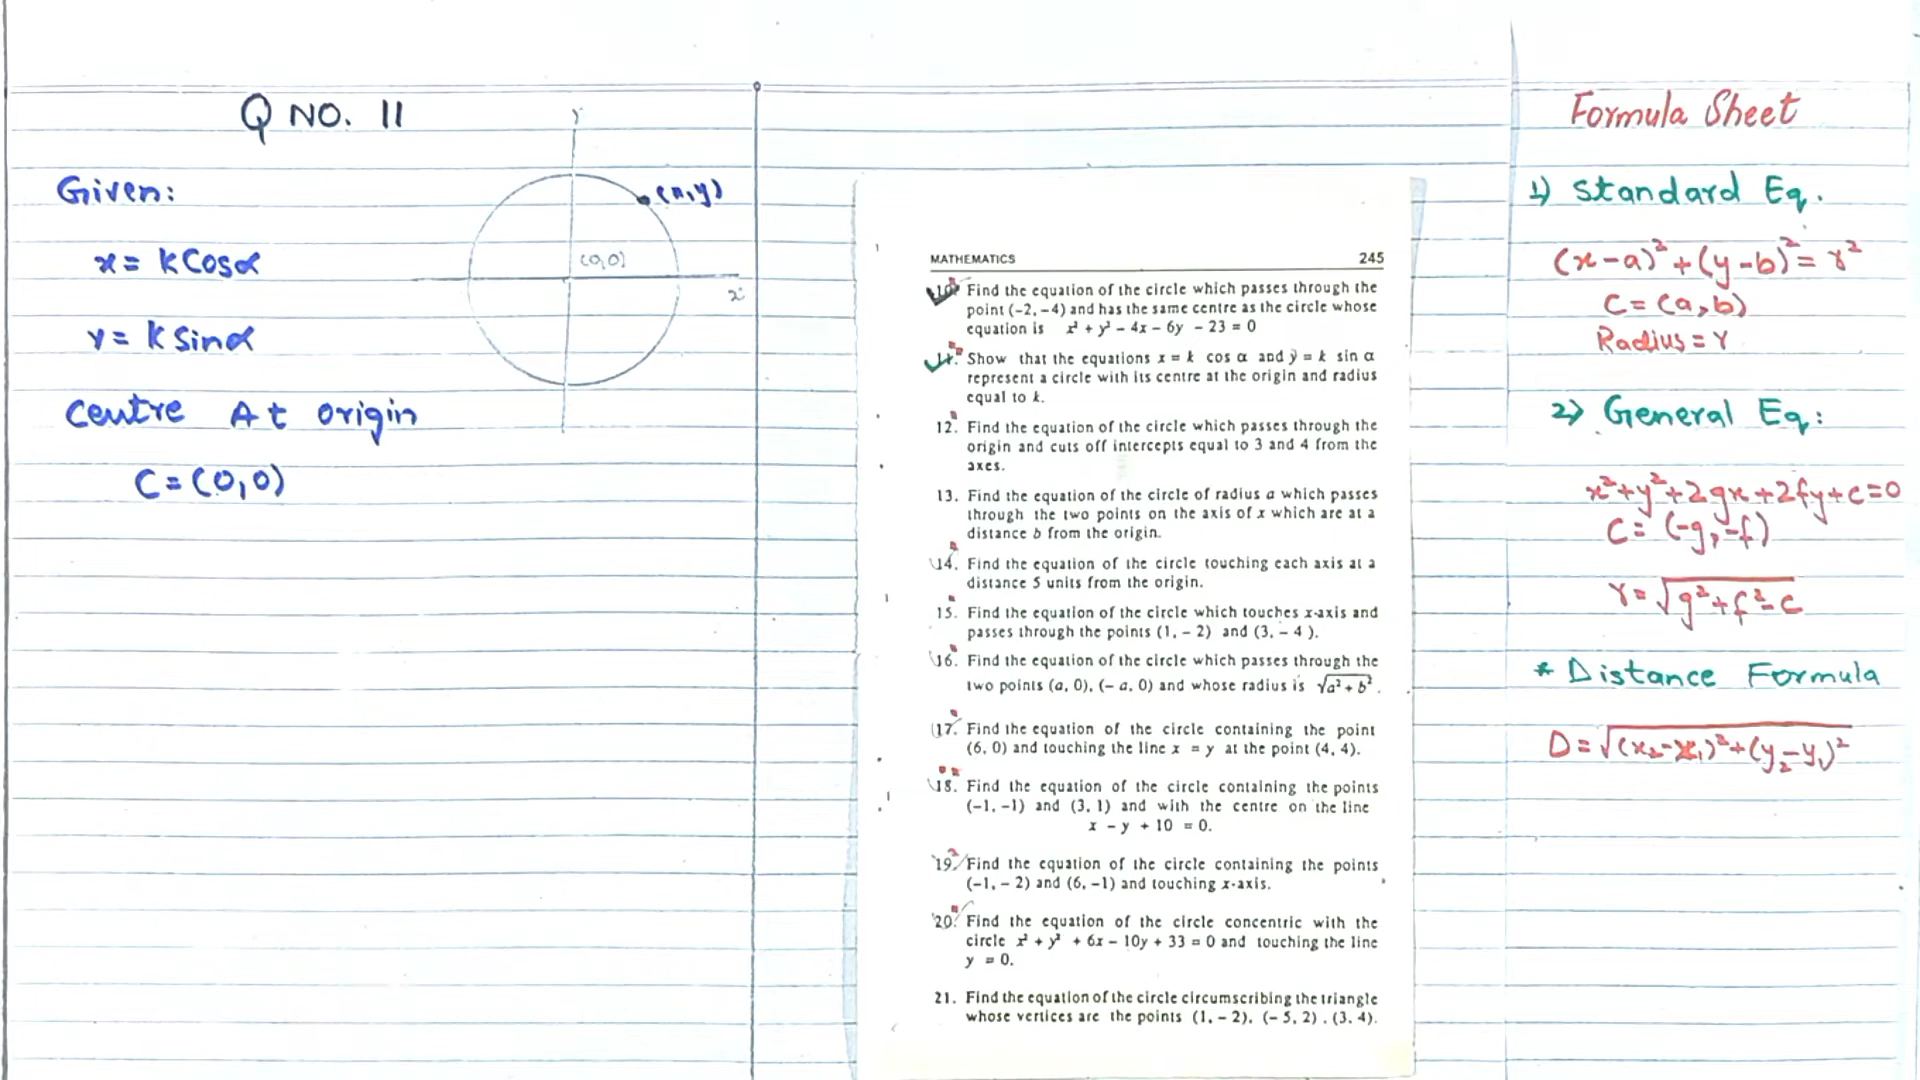 Q NO. 11
Given:
x = k Cosα
Y = k Sinα
Centre At origin
C = (0,0)
Y
(x,y)
(0,0)
x
MATHEMATICS 245
10. Find the equation of the circle which passes through the
point (-2, -4) and has the same centre as the circle whose
equation is x² + y² - 4x - 6y - 23 = 0
11. Show that the equations x = k cos α and y = k sin α
represent a circle with its centre at the origin and radius
equal to k.
12. Find the equation of the circle which passes through the
origin and cuts off intercepts equal to 3 and 4 from the
axes.
13. Find the equation of the circle of radius a which passes
through the two points on the axis of x which are at a
distance b from the origin.
14. Find the equation of the circle touching each axis at a
distance 5 units from the origin.
15. Find the equation of the circle which touches x-axis and
passes through the points (1, - 2) and (3, - 4 ).
16. Find the equation of the circle which passes through the
two points (a, 0), (- a, 0) and whose radius is √a² + b² .
17. Find the equation of the circle containing the point
(6, 0) and touching the line x = y at the point (4, 4).
18. Find the equation of the circle containing the points
(-1, -1) and (3, 1) and with the centre on the line
x - y + 10 = 0.
19. Find the equation of the circle containing the points
(-1, - 2) and (6, -1) and touching x-axis.
20. Find the equation of the circle concentric with the
circle x² + y² + 6x - 10y + 33 = 0 and touching the line
y = 0.
21. Find the equation of the circle circumscribing the triangle
whose vertices are the points (1, - 2), (- 5, 2) , (3, 4).
Formula Sheet
1) Standard Eq.
(x-a)² + (y-b)² = r²
C = (a,b)
Radius = r
2) General Eq:
x²+y²+2gx+2fy+c=0
C = (-g,-f)
r = √g²+f²-c
* Distance Formula
D = √(x₂-x₁)²+(y₂-y₁)²